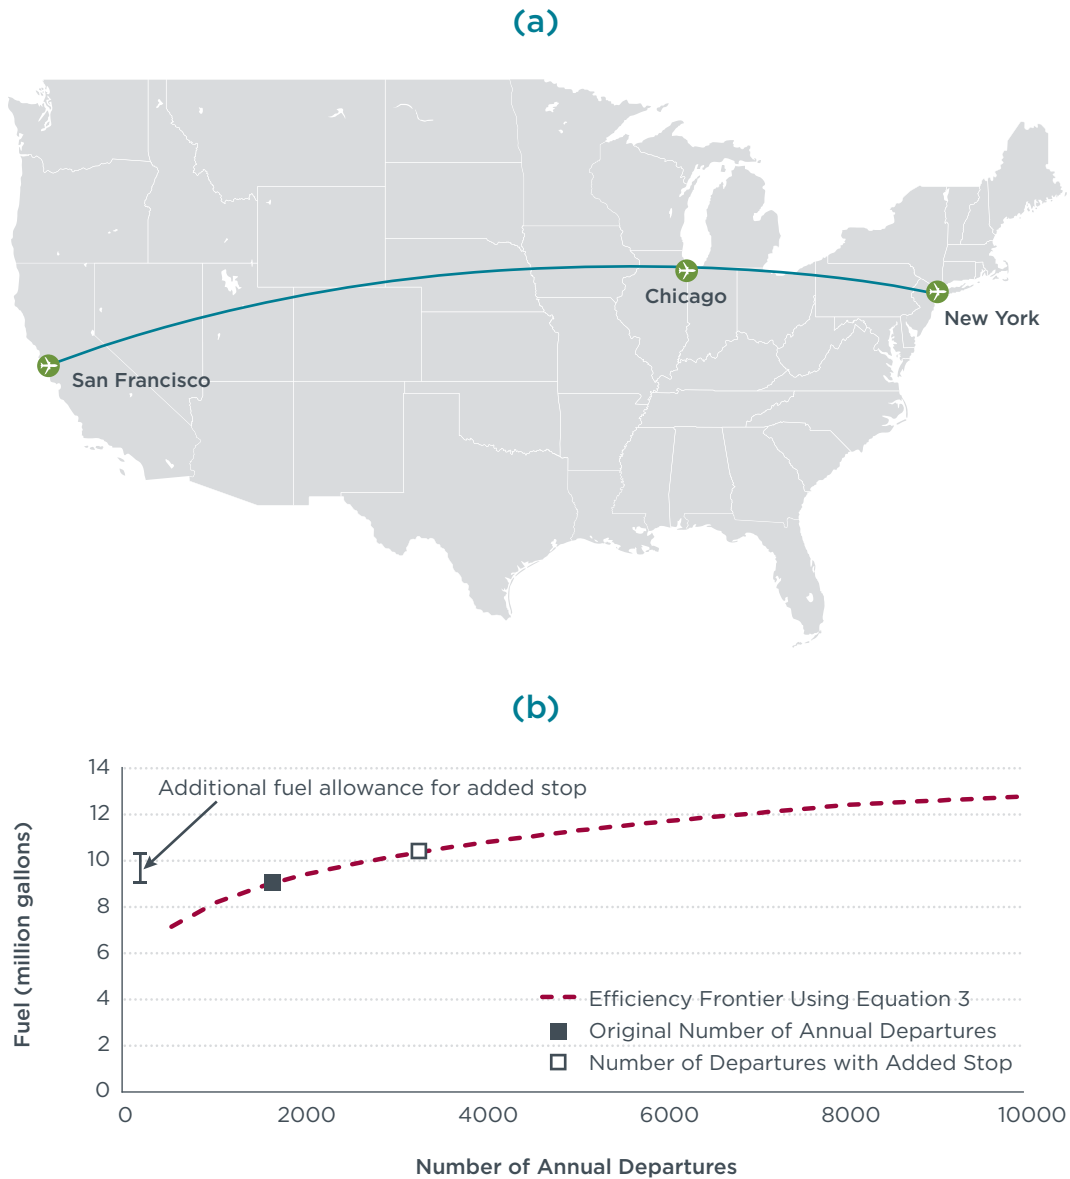 (a)
Chicago
New York
San Francisco
(b)
14
12
10
8
6
4
2
0
Fuel (million gallons)
Additional fuel allowance for added stop
Efficiency Frontier Using Equation 3
Original Number of Annual Departures
Number of Departures with Added Stop
0 2000 4000 6000 8000 10000
Number of Annual Departures